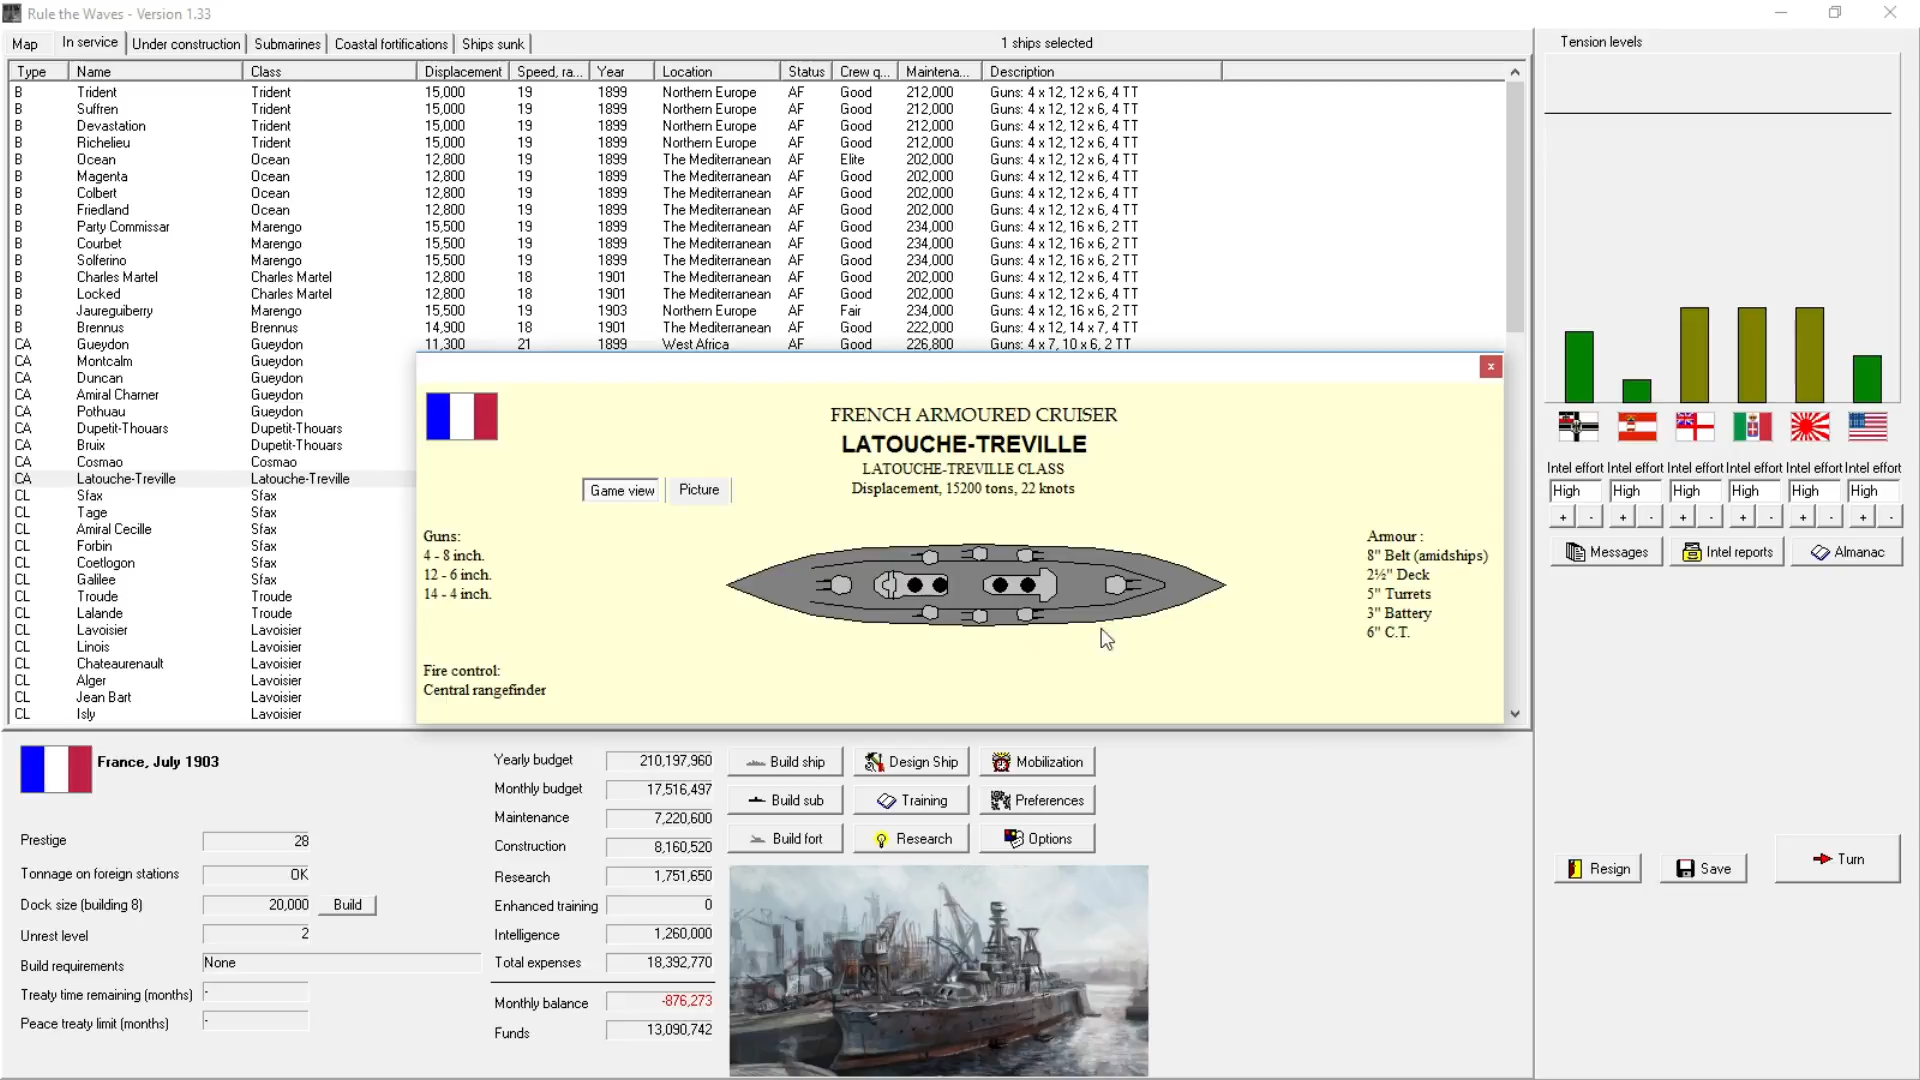 Rule the Waves - Version 1.33
Map
In service
Under construction
Submarines
Coastal fortifications
Ships sunk
1 ships selected
Type Name Class Displacement Speed, ra... Year Location Status Crew q... Maintena... Description
B Trident Trident 15,000 19 1899 Northern Europe AF Good 212,000 Guns: 4 x 12, 12 x 6, 4 TT
B Suffren Trident 15,000 19 1899 Northern Europe AF Good 212,000 Guns: 4 x 12, 12 x 6, 4 TT
B Devastation Trident 15,000 19 1899 Northern Europe AF Good 212,000 Guns: 4 x 12, 12 x 6, 4 TT
B Richelieu Trident 15,000 19 1899 Northern Europe AF Good 212,000 Guns: 4 x 12, 12 x 6, 4 TT
B Ocean Ocean 12,800 19 1899 The Mediterranean AF Elite 202,000 Guns: 4 x 12, 12 x 6, 4 TT
B Magenta Ocean 12,800 19 1899 The Mediterranean AF Good 202,000 Guns: 4 x 12, 12 x 6, 4 TT
B Colbert Ocean 12,800 19 1899 The Mediterranean AF Good 202,000 Guns: 4 x 12, 12 x 6, 4 TT
B Friedland Ocean 12,800 19 1899 The Mediterranean AF Good 202,000 Guns: 4 x 12, 12 x 6, 4 TT
B Party Commissar Marengo 15,500 19 1899 The Mediterranean AF Good 234,000 Guns: 4 x 12, 16 x 6, 2 TT
B Courbet Marengo 15,500 19 1899 The Mediterranean AF Good 234,000 Guns: 4 x 12, 16 x 6, 2 TT
B Solferino Marengo 15,500 19 1899 The Mediterranean AF Good 234,000 Guns: 4 x 12, 16 x 6, 2 TT
B Charles Martel Charles Martel 12,800 18 1901 The Mediterranean AF Good 202,000 Guns: 4 x 12, 12 x 6, 4 TT
B Locked Charles Martel 12,800 18 1901 The Mediterranean AF Good 202,000 Guns: 4 x 12, 12 x 6, 4 TT
B Jaureguiberry Marengo 15,500 19 1903 Northern Europe AF Fair 234,000 Guns: 4 x 12, 16 x 6, 2 TT
B Brennus Brennus 14,900 18 1901 The Mediterranean AF Good 222,000 Guns: 4 x 12, 14 x 7, 4 TT
CA Gueydon Gueydon 11,300 21 1899 West Africa AF Good 226,800 Guns: 4 x 7, 10 x 6, 2 TT
CA Montcalm Gueydon
CA Duncan Gueydon
CA Amiral Charner Gueydon
CA Pothuau Gueydon
CA Dupetit-Thouars Dupetit-Thouars
CA Bruix Dupetit-Thouars
CA Cosmao Cosmao
CA Latouche-Treville Latouche-Treville
CL Sfax Sfax
CL Tage Sfax
CL Amiral Cecille Sfax
CL Forbin Sfax
CL Coetlogon Sfax
CL Galilee Sfax
CL Troude Troude
CL Lalande Troude
CL Lavoisier Lavoisier
CL Linois Lavoisier
CL Chateaurenault Lavoisier
CL Alger Lavoisier
CL Jean Bart Lavoisier
CL Isly Lavoisier
x
FRENCH ARMOURED CRUISER
LATOUCHE-TREVILLE
LATOUCHE-TREVILLE CLASS
Displacement, 15200 tons, 22 knots
Game view
Picture
Guns:
4 - 8 inch.
12 - 6 inch.
14 - 4 inch.
Fire control:
Central rangefinder
Armour :
8" Belt (amidships)
2½" Deck
5" Turrets
3" Battery
6" C.T.
Tension levels
Intel effort Intel effort Intel effort Intel effort Intel effort Intel effort
High High High High High High
+ - + - + - + - + - + -
Messages
Intel reports
Almanac
France, July 1903
Prestige 28
Tonnage on foreign stations OK
Dock size (building 8) 20,000 Build
Unrest level 2
Build requirements None
Treaty time remaining (months) -
Peace treaty limit (months) -
Yearly budget 210,197,960
Monthly budget 17,516,497
Maintenance 7,220,600
Construction 8,160,520
Research 1,751,650
Enhanced training 0
Intelligence 1,260,000
Total expenses 18,392,770
Monthly balance -876,273
Funds 13,090,742
Build ship
Design Ship
Mobilization
Build sub
Training
Preferences
Build fort
Research
Options
Resign
Save
Turn